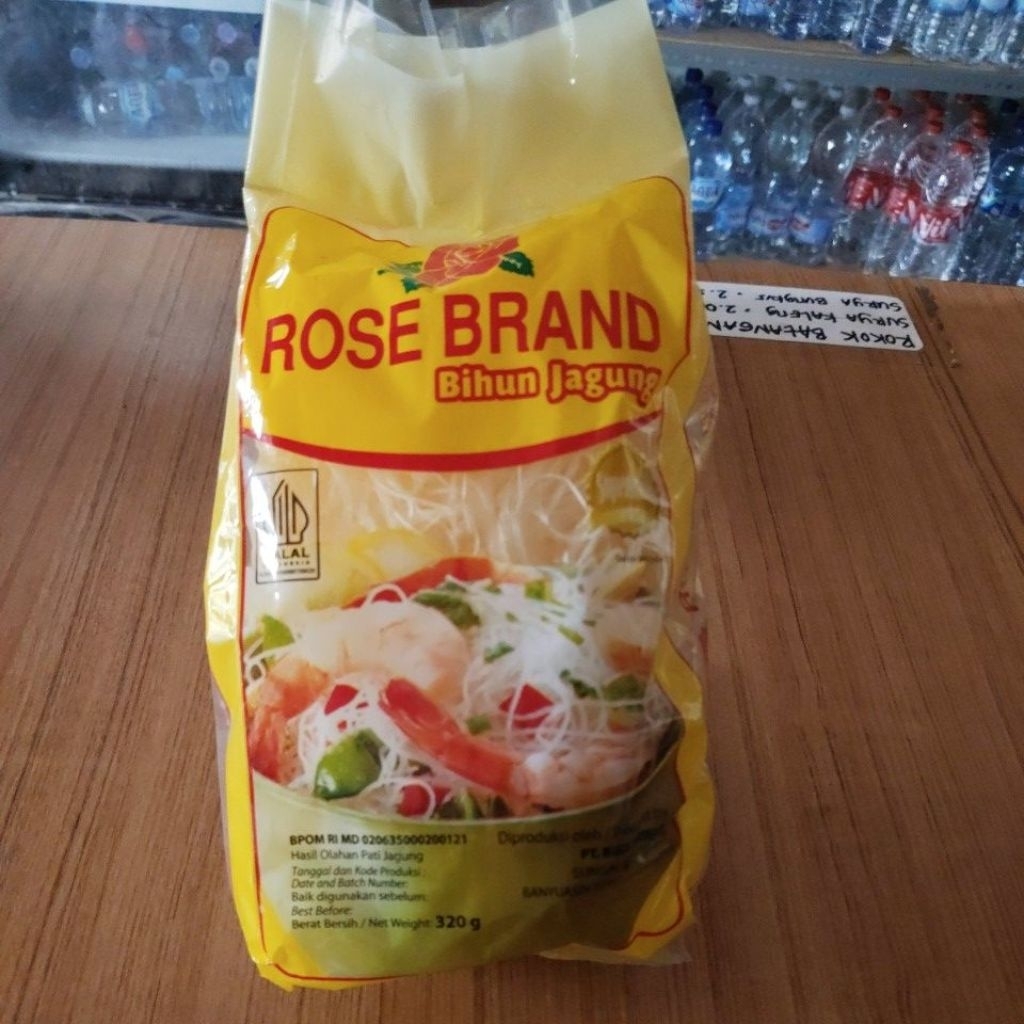 ROSE BRAND
Bihun Jagung
HALAL
BPOM RI MD 020635000200121
Hasil Olahan Pati Jagung
Tanggal dan Kode Produksi :
Date and Batch Number:
Baik digunakan sebelum:
Best Before:
Berat Bersih / Net Weight: 320 g
Diproduksi oleh
PT.
ROKOK BATANGAN
SURYA KALENG
SURYA BUNGKUS
Vit